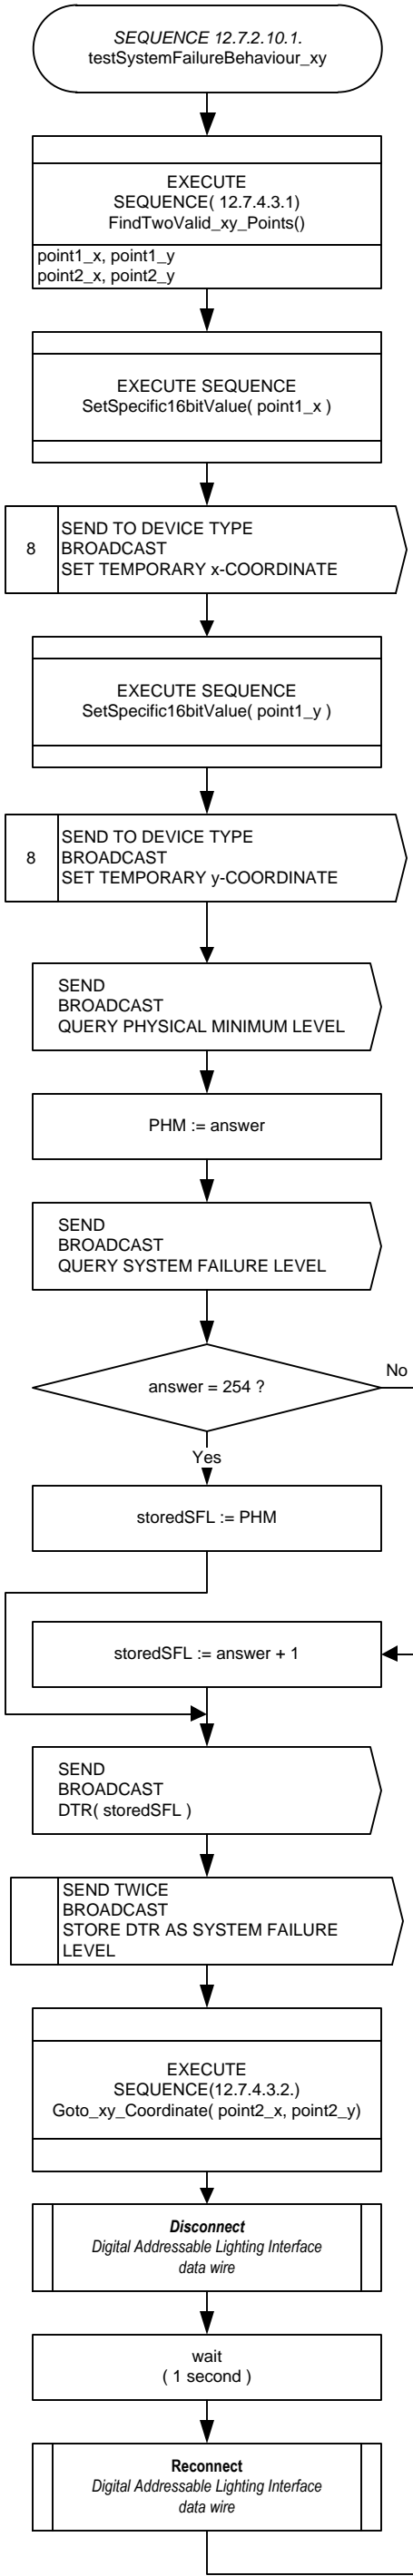 SEQUENCE 12.7.2.10.1.
testSystemFailureBehaviour_xy
EXECUTE
SEQUENCE( 12.7.4.3.1)
FindTwoValid_xy_Points()
point1_x, point1_y
point2_x, point2_y
EXECUTE SEQUENCE
SetSpecific16bitValue( point1_x )
8
SEND TO DEVICE TYPE
BROADCAST
SET TEMPORARY x-COORDINATE
EXECUTE SEQUENCE
SetSpecific16bitValue( point1_y )
8
SEND TO DEVICE TYPE
BROADCAST
SET TEMPORARY y-COORDINATE
SEND
BROADCAST
QUERY PHYSICAL MINIMUM LEVEL
PHM := answer
SEND
BROADCAST
QUERY SYSTEM FAILURE LEVEL
answer = 254 ?
No
Yes
storedSFL := PHM
storedSFL := answer + 1
SEND
BROADCAST
DTR( storedSFL )
SEND TWICE
BROADCAST
STORE DTR AS SYSTEM FAILURE
LEVEL
EXECUTE
SEQUENCE(12.7.4.3.2.)
Goto_xy_Coordinate( point2_x, point2_y)
Disconnect
Digital Addressable Lighting Interface
data wire
wait
( 1 second )
Reconnect
Digital Addressable Lighting Interface
data wire